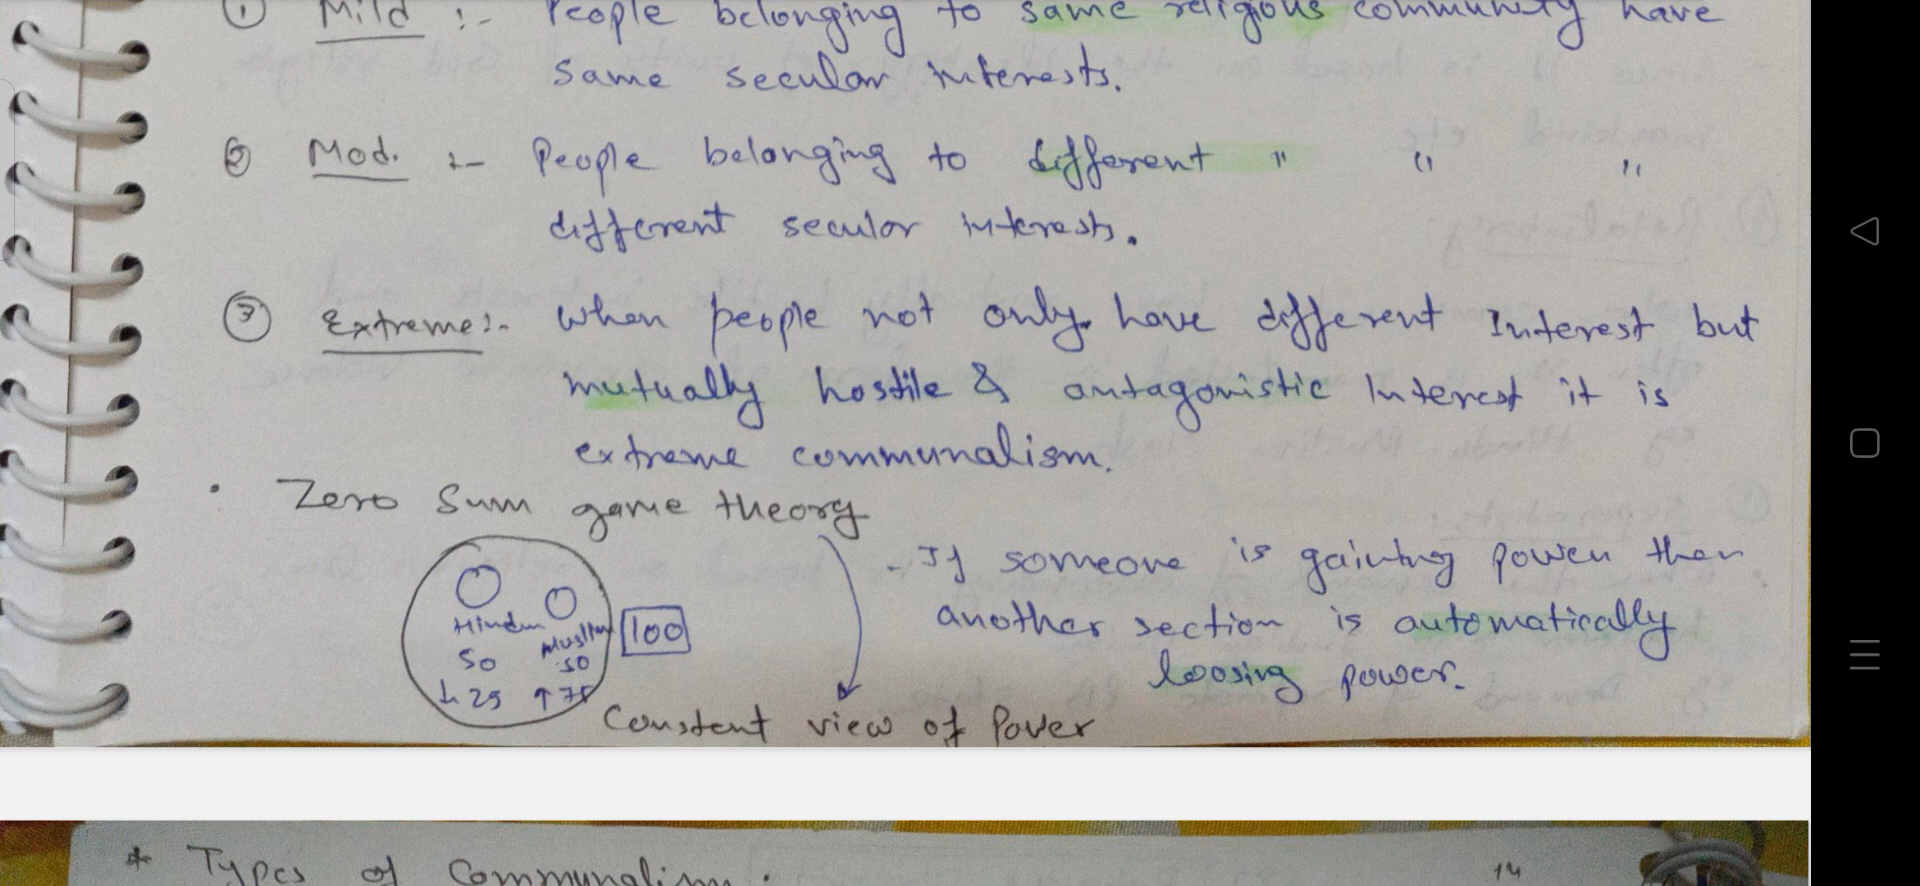 ① Mild :- People belonging to same religious community have
same secular interests.
② Mod. :- People belonging to different " " "
different secular interests.
③ Extreme:- When people not only have different Interest but
mutually hostile & antagonistic Interest it is
extreme communalism.
• Zero Sum game theory
- If someone is gaining power then
another section is automatically
loosing power.
Hindu Muslim 100
50 50
↓ 25 ↑ 75
Constant view of Power
* Types of Communalism. 14